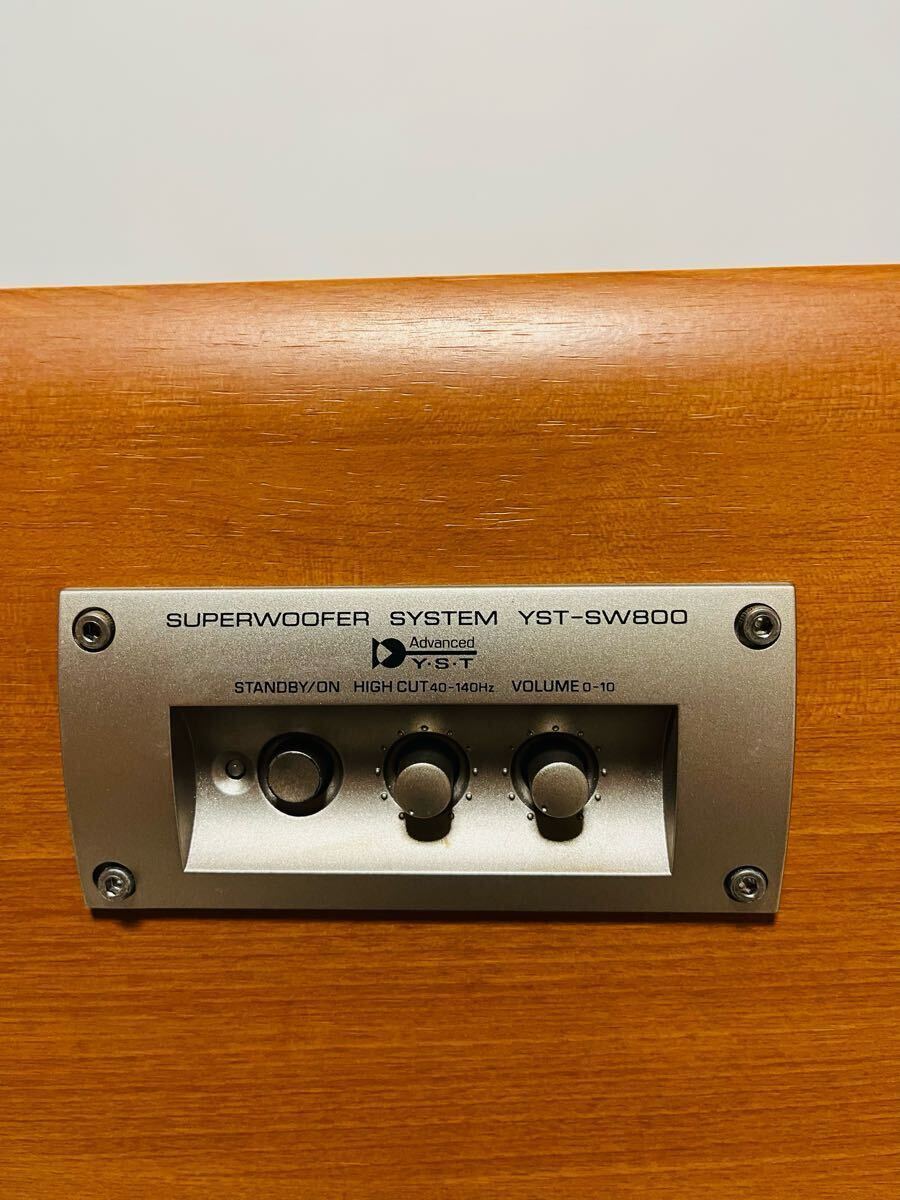 SUPERWOOFER SYSTEM YST-SW800
Advanced
Y·S·T
STANDBY/ON HIGH CUT 40-140Hz VOLUME 0-10